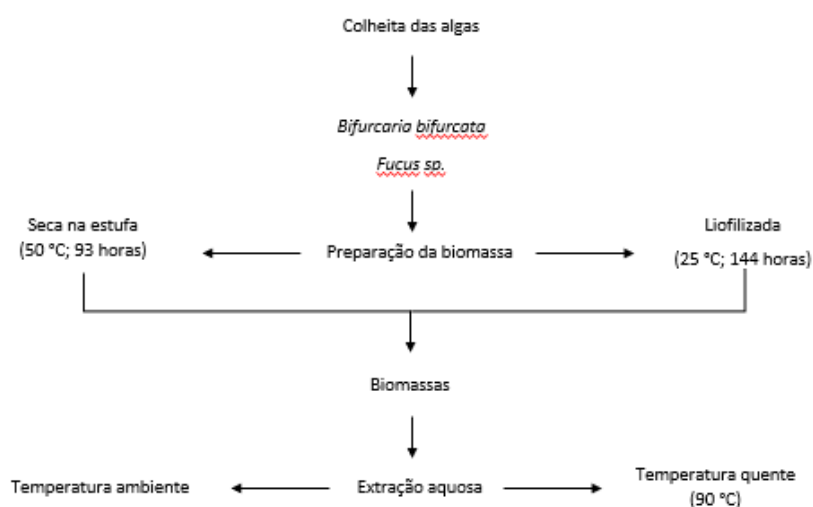 Colheita das algas
Bifurcaria bifurcata
Fucus sp.
Seca na estufa
(50 °C; 93 horas)
Preparação da biomassa
Liofilizada
(25 °C; 144 horas)
Biomassas
Temperatura ambiente
Extração aquosa
Temperatura quente
(90 °C)